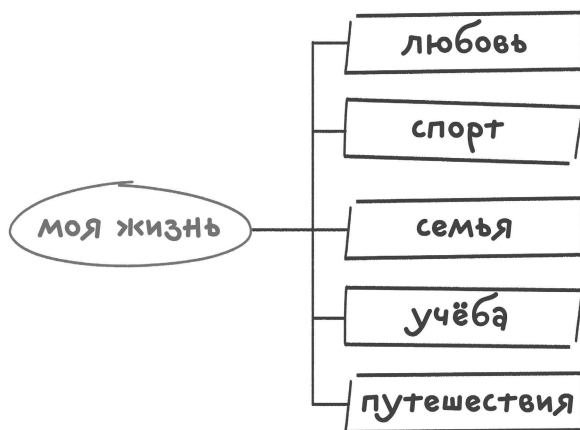 моя жизнь
любовь
спорт
семья
учёба
путешествия